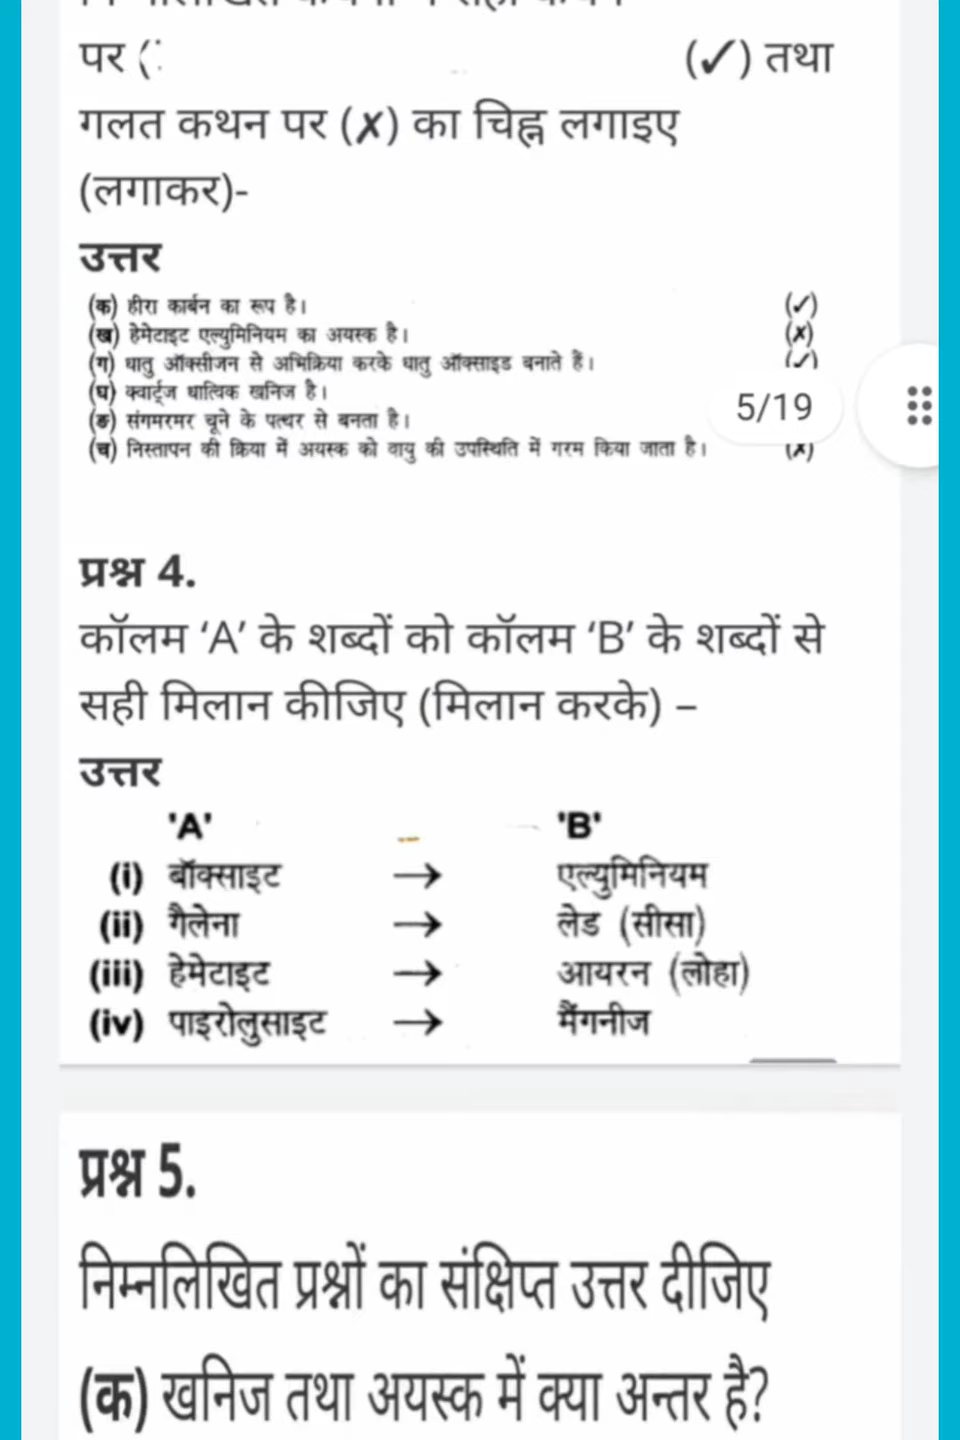 पर (
(✓) तथा
गलत कथन पर (✗) का चिह्न लगाइए
(लगाकर)-
उत्तर
(क) हीरा कार्बन का रूप है। (✓)
(ख) हेमेटाइट एल्युमिनियम का अयस्क है। (✗)
(ग) धातु ऑक्सीजन से अभिक्रिया करके धातु ऑक्साइड बनाते हैं। (✓)
(घ) क्वार्ट्ज धात्विक खनिज है।
5/19
(ङ) संगमरमर चूने के पत्थर से बनता है।
(च) निस्तापन की क्रिया में अयस्क को वायु की उपस्थिति में गरम किया जाता है। (✗)
प्रश्न 4.
कॉलम ‘A’ के शब्दों को कॉलम ‘B’ के शब्दों से
सही मिलान कीजिए (मिलान करके) –
उत्तर
'A' 'B'
(i) बॉक्साइट → एल्युमिनियम
(ii) गैलेना → लेड (सीसा)
(iii) हेमेटाइट → आयरन (लोहा)
(iv) पाइरोलुसाइट → मैंगनीज
प्रश्न 5.
निम्नलिखित प्रश्नों का संक्षिप्त उत्तर दीजिए
(क) खनिज तथा अयस्क में क्या अन्तर है?